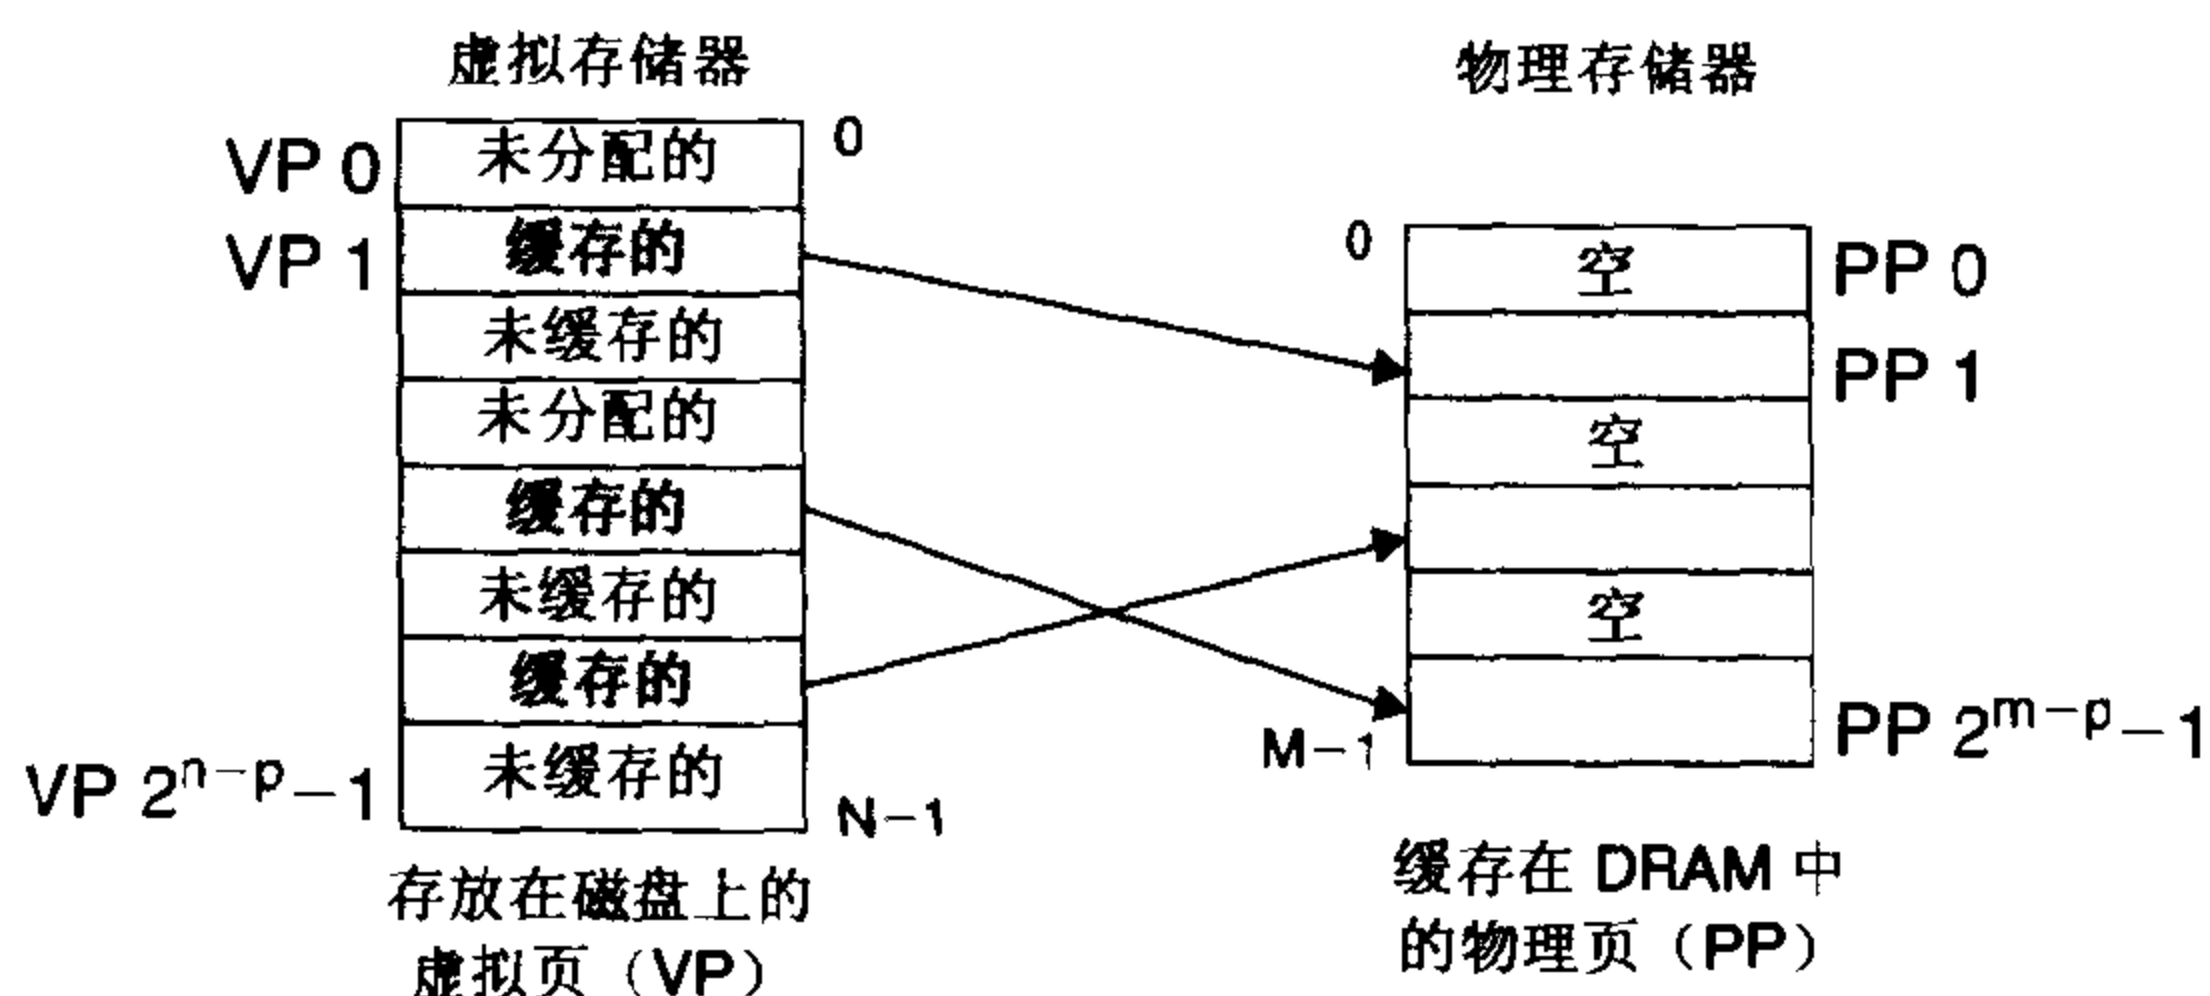 虚拟存储器
VP 0
未分配的
0
VP 1
缓存的
未缓存的
未分配的
缓存的
未缓存的
缓存的
VP 2^{n-p}-1
未缓存的
N-1
存放在磁盘上的
虚拟页（VP）
物理存储器
0
空
PP 0
PP 1
空
空
M-1
PP 2^{m-p}-1
缓存在 DRAM 中
的物理页（PP）